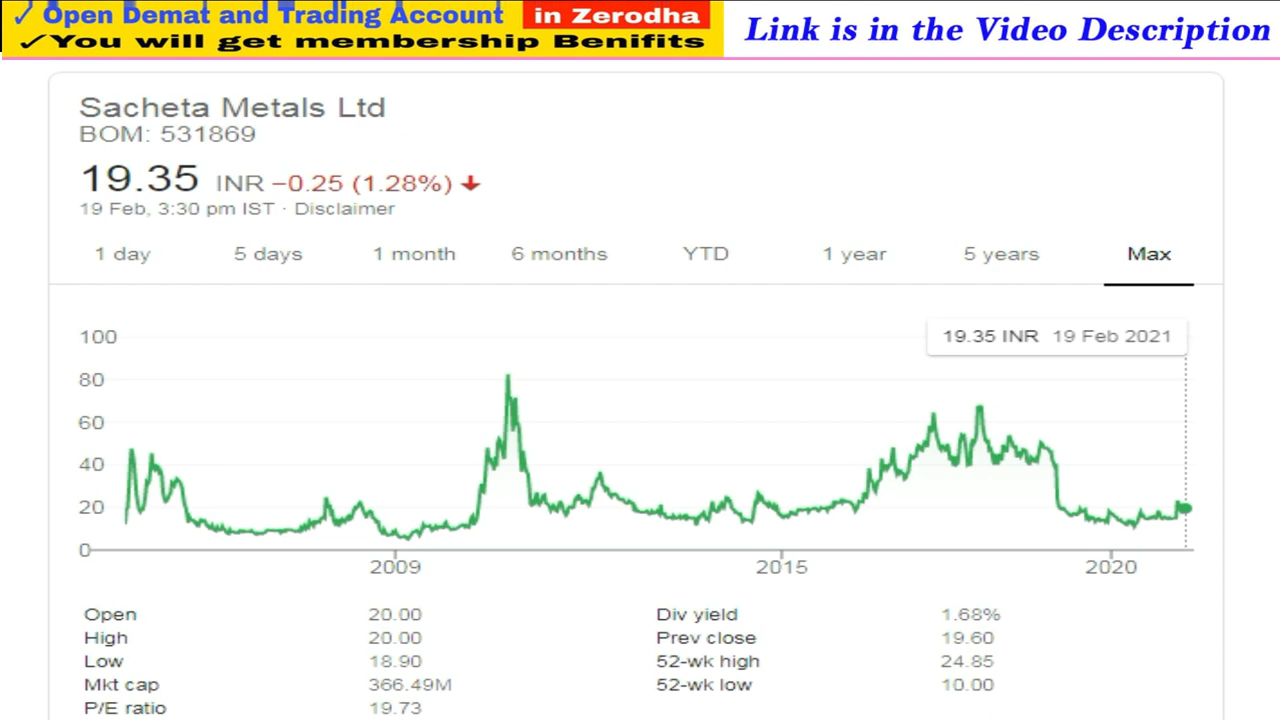 ✓ Open Demat and Trading Account in Zerodha
✓You will get membership Benifits
Link is in the Video Description
Sacheta Metals Ltd
BOM: 531869
19.35 INR −0.25 (1.28%)
19 Feb, 3:30 pm IST · Disclaimer
1 day 5 days 1 month 6 months YTD 1 year 5 years Max
19.35 INR 19 Feb 2021
100
80
60
40
20
0
2009 2015 2020
Open 20.00 Div yield 1.68%
High 20.00 Prev close 19.60
Low 18.90 52-wk high 24.85
Mkt cap 366.49M 52-wk low 10.00
P/E ratio 19.73